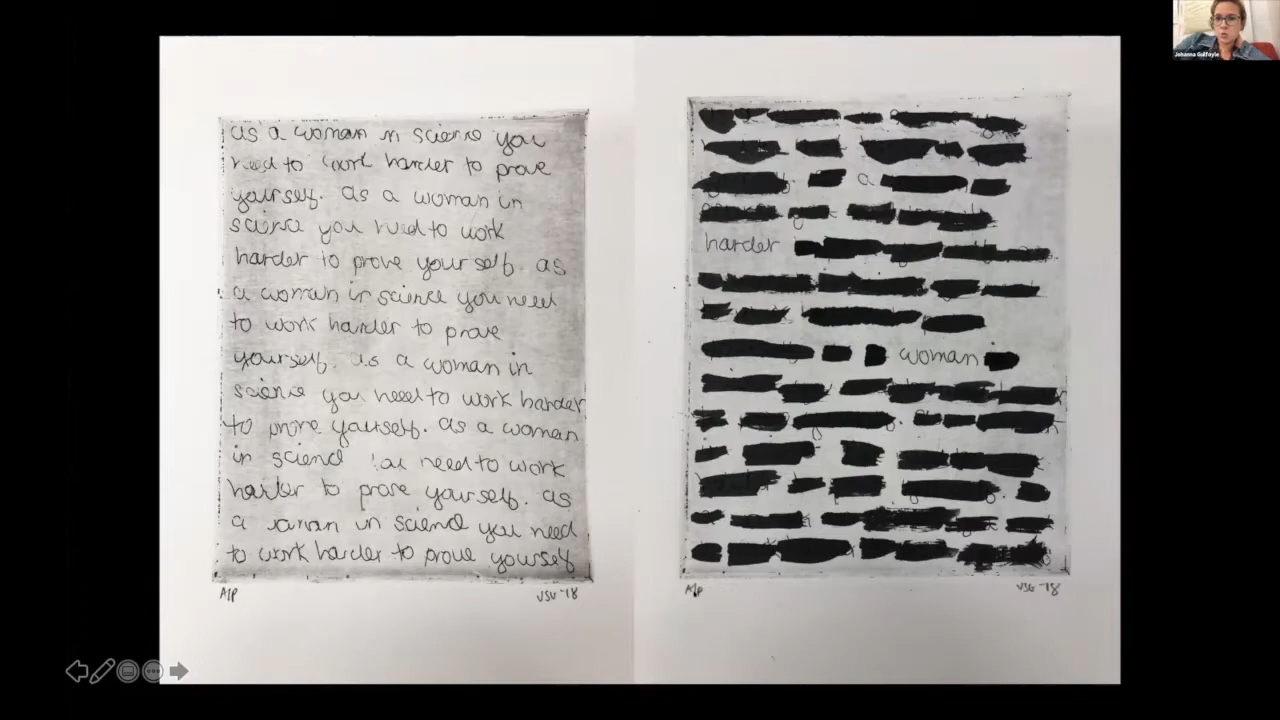 as a woman in science you
need to work harder to prove
yourself. as a woman in
science you need to work
harder to prove yourself. as
a woman in science you need
to work harder to prove
yourself. as a woman in
science you need to work harder
to prove yourself. as a woman
in science you need to work
harder to prove yourself. as
a woman in science you need
to work harder to prove yourself
A/P
'18
a
harder
woman
A/P
'18
Johanna Guilfoyle